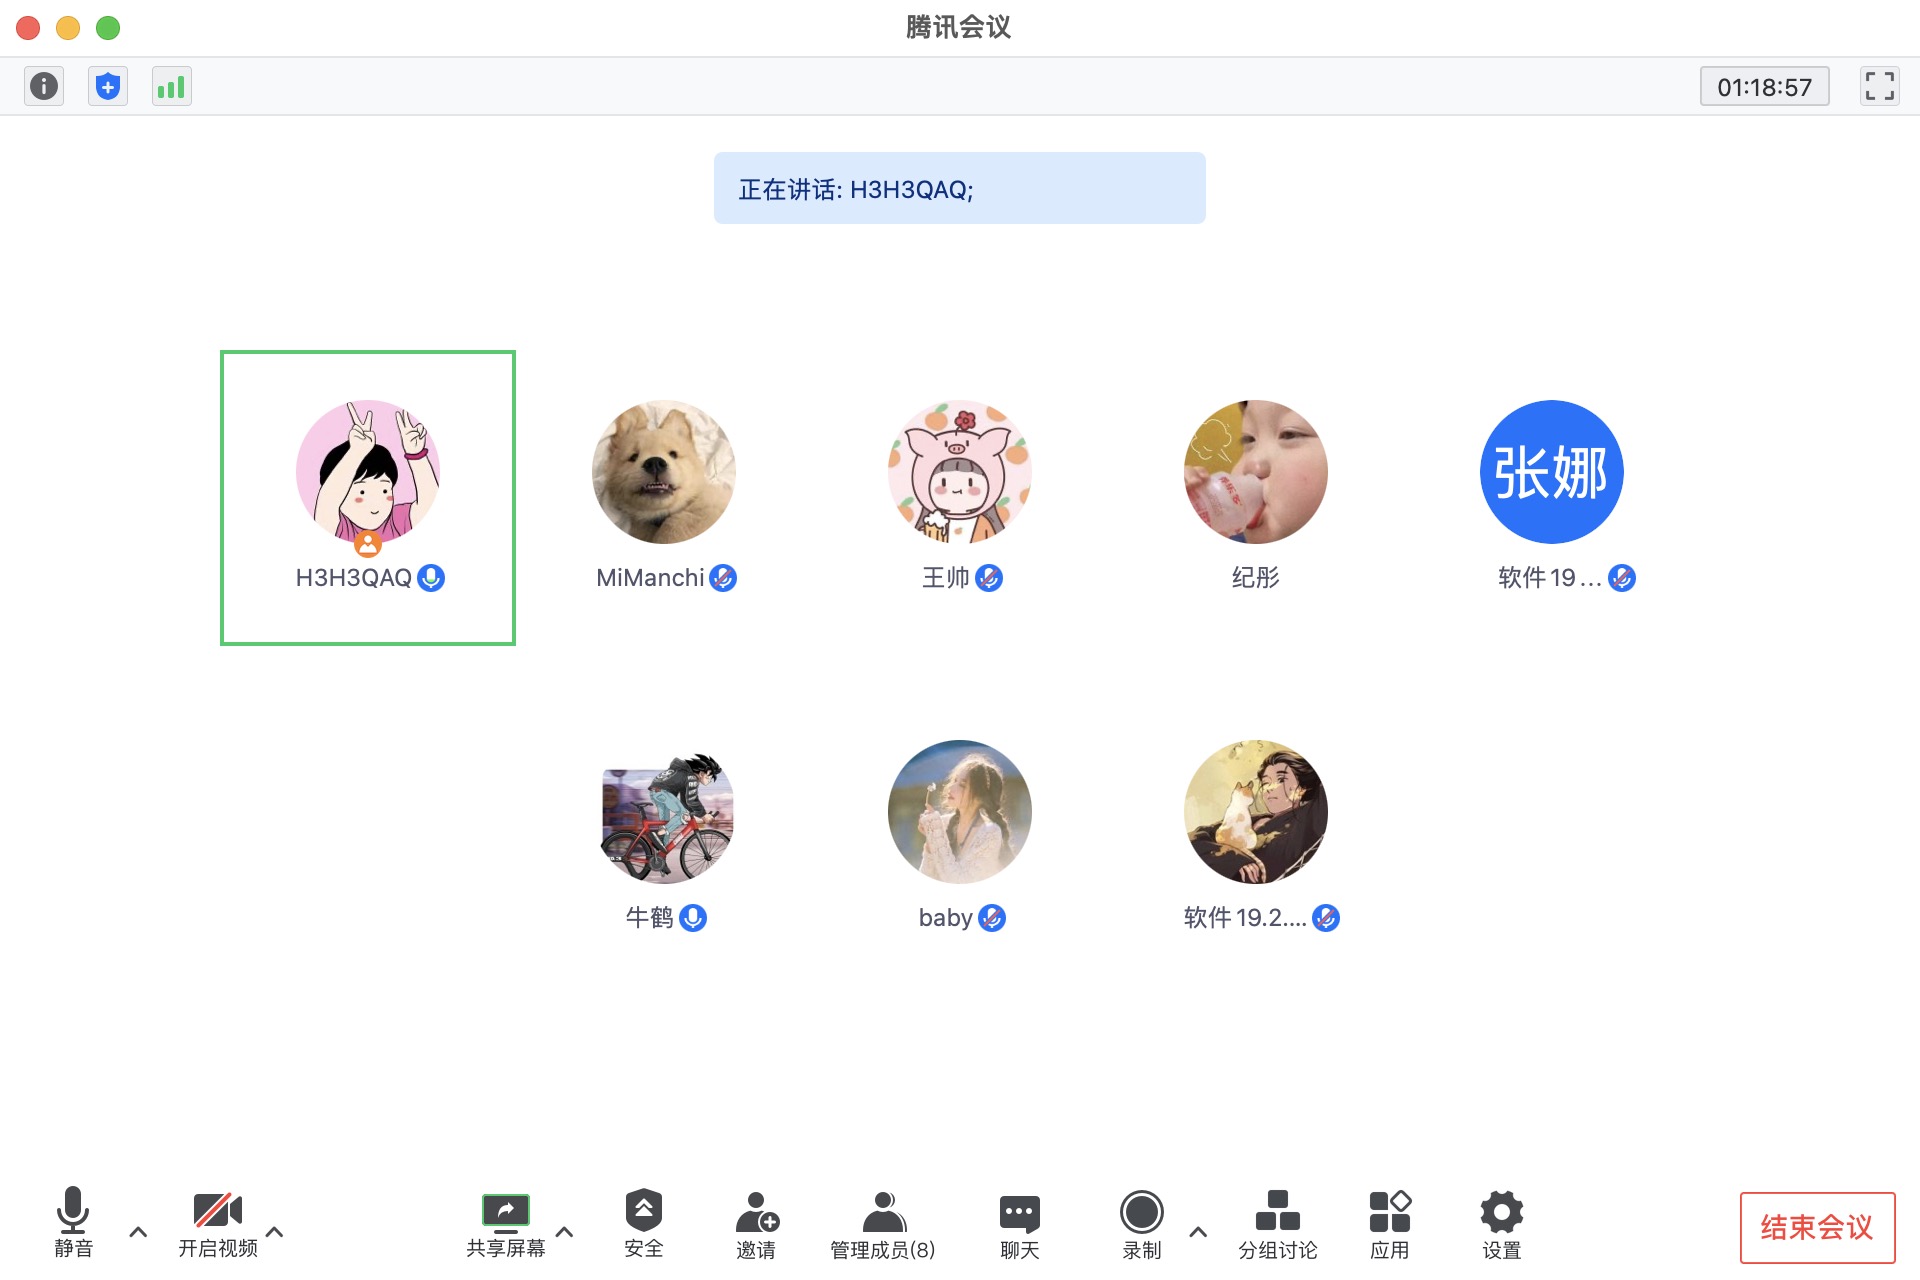 腾讯会议
01:18:57
正在讲话: H3H3QAQ;
张娜
H3H3QAQ
MiManchi
王帅
纪彤
软件19...
牛鹤
baby
软件19.2....
静音
开启视频
共享屏幕
安全
邀请
管理成员(8)
聊天
录制
分组讨论
应用
设置
结束会议